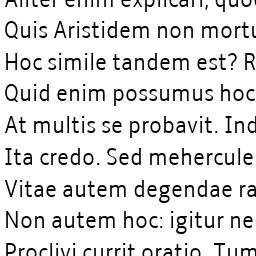 Aliter enim explicari, quod
Quis Aristidem non mortu
Hoc simile tandem est? R
Quid enim possumus hoc
At multis se probavit. Ind
Ita credo. Sed mehercule
Vitae autem degendae ra
Non autem hoc: igitur ne
Proclivi currit oratio. Tum